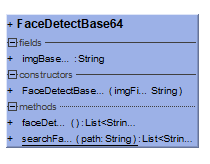 + FaceDetectBase64
fields
+ imgBase... : String
constructors
+ FaceDetectBase... ( imgFi... String )
methods
+ faceDet... ( ) : List<Strin...
+ searchFa... ( path: String ) : List<Strin...